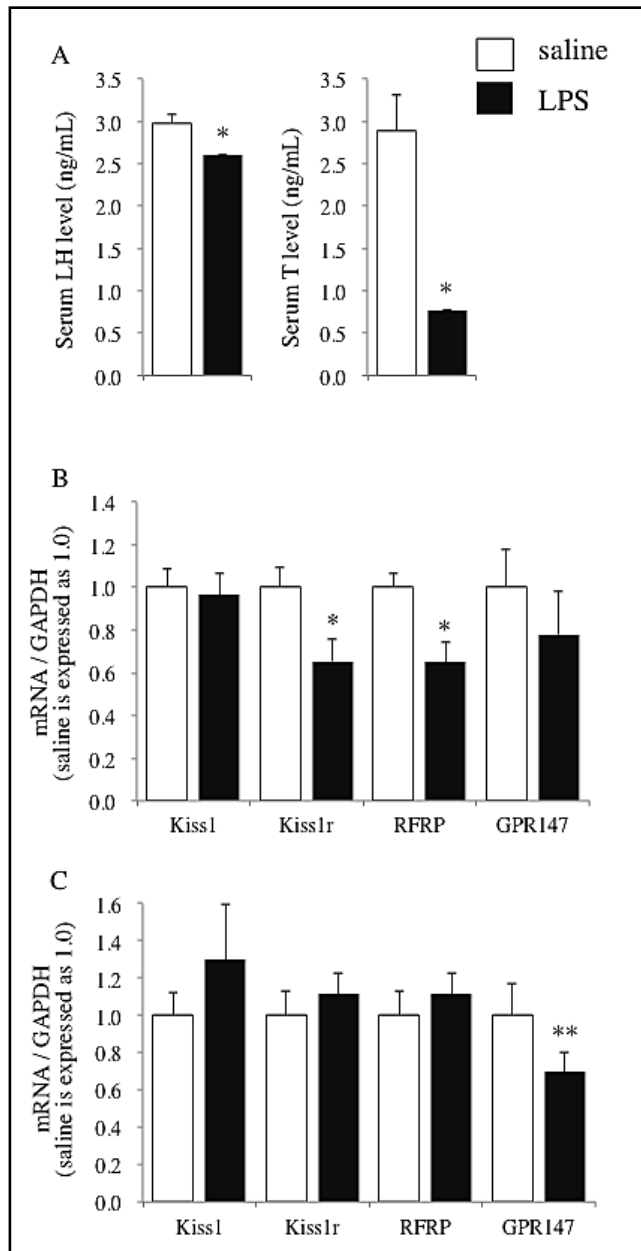 A
saline
LPS
Serum LH level (ng/mL)
3.5
3.0
2.5
2.0
1.5
1.0
0.5
0.0
*
Serum T level (ng/mL)
3.5
3.0
2.5
2.0
1.5
1.0
0.5
0.0
*
B
mRNA / GAPDH
(saline is expressed as 1.0)
1.4
1.2
1.0
0.8
0.6
0.4
0.2
0.0
* *
Kiss1 Kiss1r RFRP GPR147
C
mRNA / GAPDH
(saline is expressed as 1.0)
1.6
1.4
1.2
1.0
0.8
0.6
0.4
0.2
0.0
**
Kiss1 Kiss1r RFRP GPR147